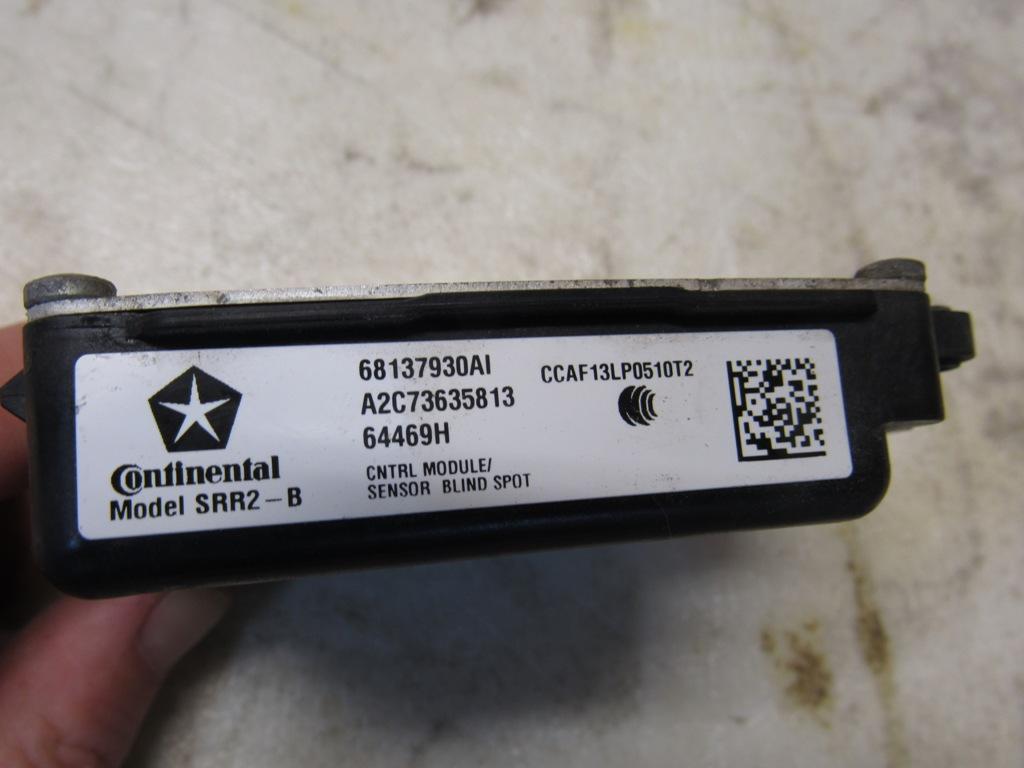 Continental
Model SRR2-B
68137930AI
A2C73635813
64469H
CNTRL MODULE/
SENSOR BLIND SPOT
CCAF13LP0510T2